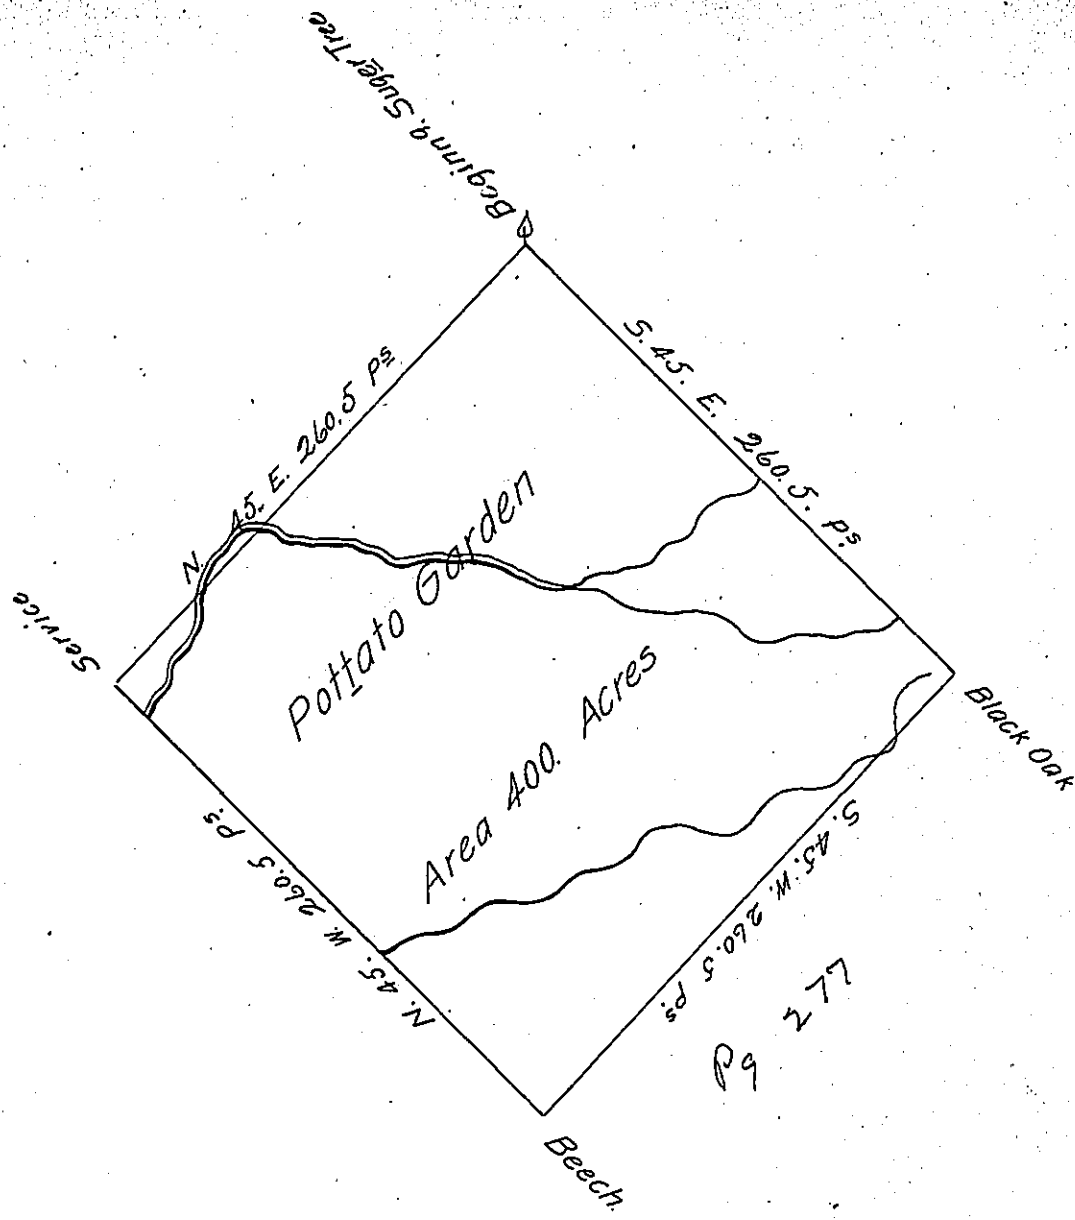 Beginng. Suger Tree
S. 45. E. 260.5. ps.
Black Oak
S. 45. W. 260.5 ps.
Beech.
N. 45. W. 260.5 ps.
Service
N. 45. E. 260.5 ps
Pottato Garden
Area 400. Acres
Pg 277